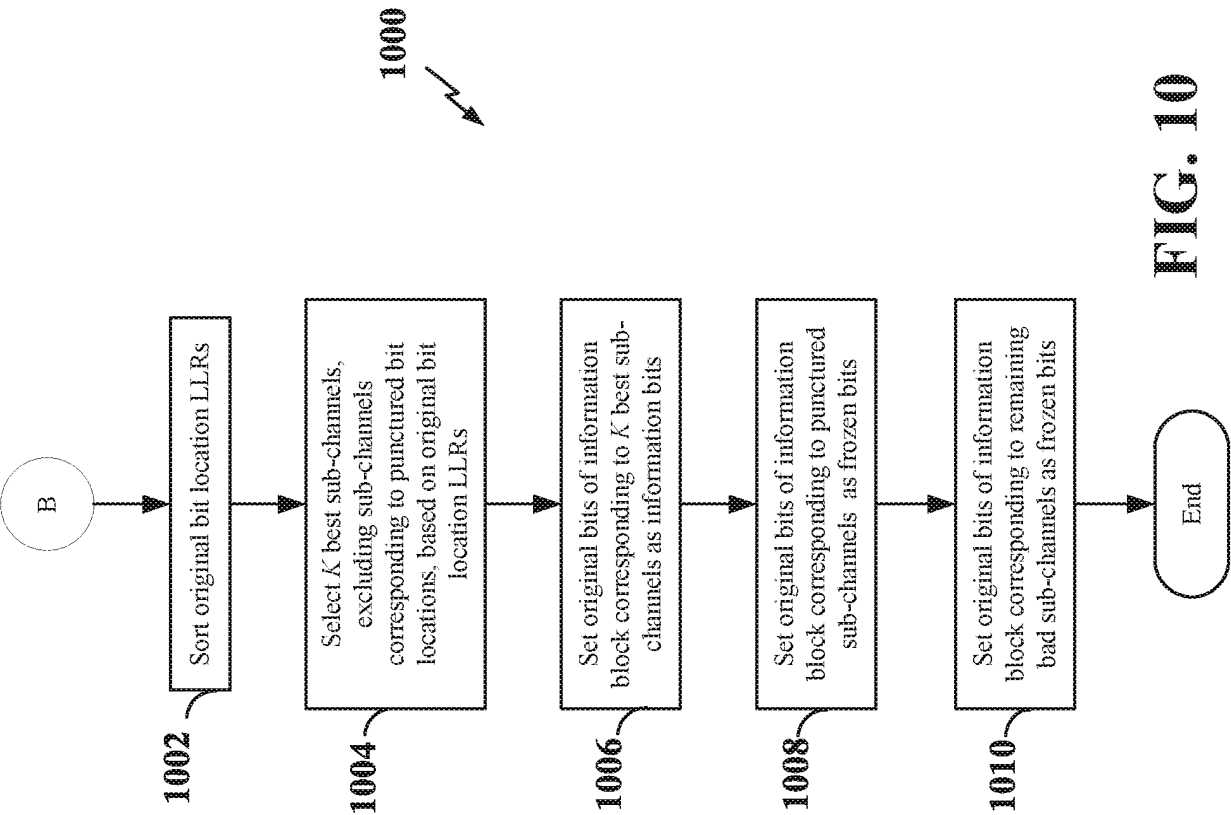 B
1000
1002
Sort original bit location LLRs
1004
Select K best sub-channels,
excluding sub-channels
corresponding to punctured bit
locations, based on original bit
location LLRs
1006
Set original bits of information
block corresponding to K best sub-
channels as information bits
1008
Set original bits of information
block corresponding to punctured
sub-channels as frozen bits
1010
Set original bits of information
block corresponding to remaining
bad sub-channels as frozen bits
End
FIG. 10